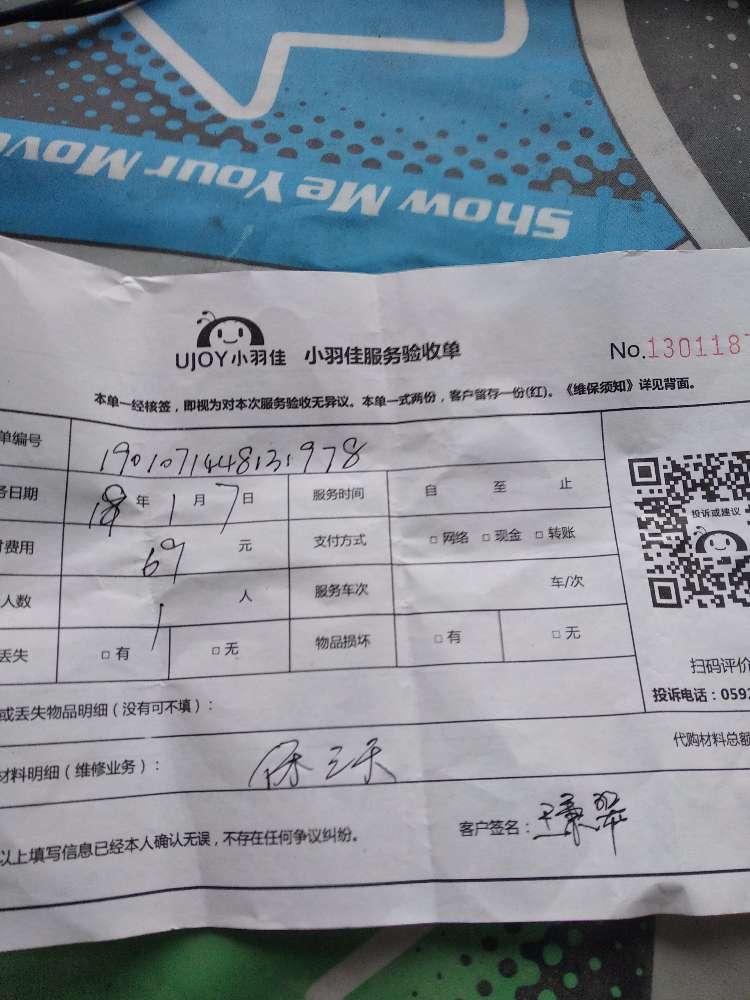 Show Me Your Move
UJOY小羽佳 小羽佳服务验收单 No.130118
本单一经核签，即视为对本次服务验收无异议。本单一式两份，客户留存一份(红)。《维保须知》详见背面。
单编号 1901071448131978
务日期 18年1月7日 服务时间 自 至 止
付费用 69元 支付方式 □网络 □现金 □转账
人数 1人 服务车次 车/次
丢失 □有 □无 物品损坏 □有 □无
投诉或建议
扫码评价
投诉电话：0592
或丢失物品明细（没有可不填）：
代购材料总额
材料明细（维修业务）：保三天
以上填写信息已经本人确认无误，不存在任何争议纠纷。
客户签名：